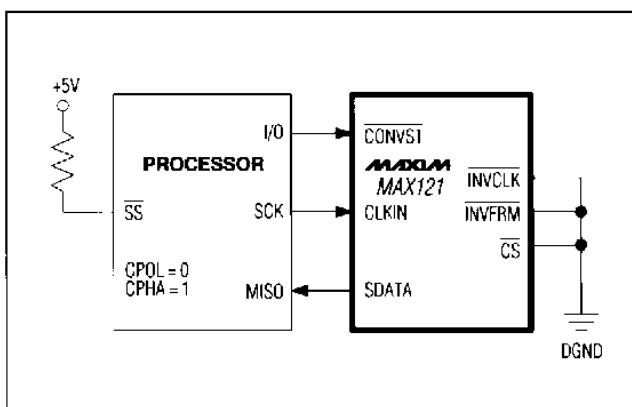 +5V
I/O
CONVST
PROCESSOR
MAXIM
MAX121
INVCLK
SS
SCK
CLKIN
INVFRM
CS
CPOL = 0
CPHA = 1
MISO
SDATA
DGND